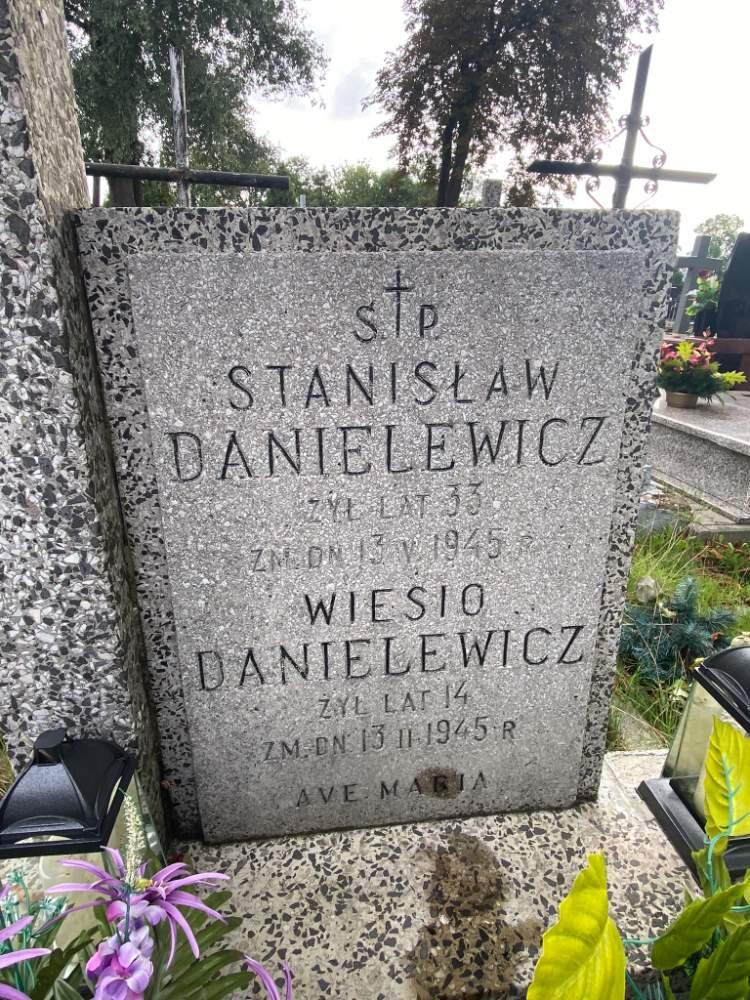 Ś†P
STANISŁAW
DANIELEWICZ
ŻYŁ LAT 33
ZM. DN. 13 V 1945 R
WIESIO
DANIELEWICZ
ŻYŁ LAT 14
ZM. DN. 13 II 1945 R
AVE MARIA